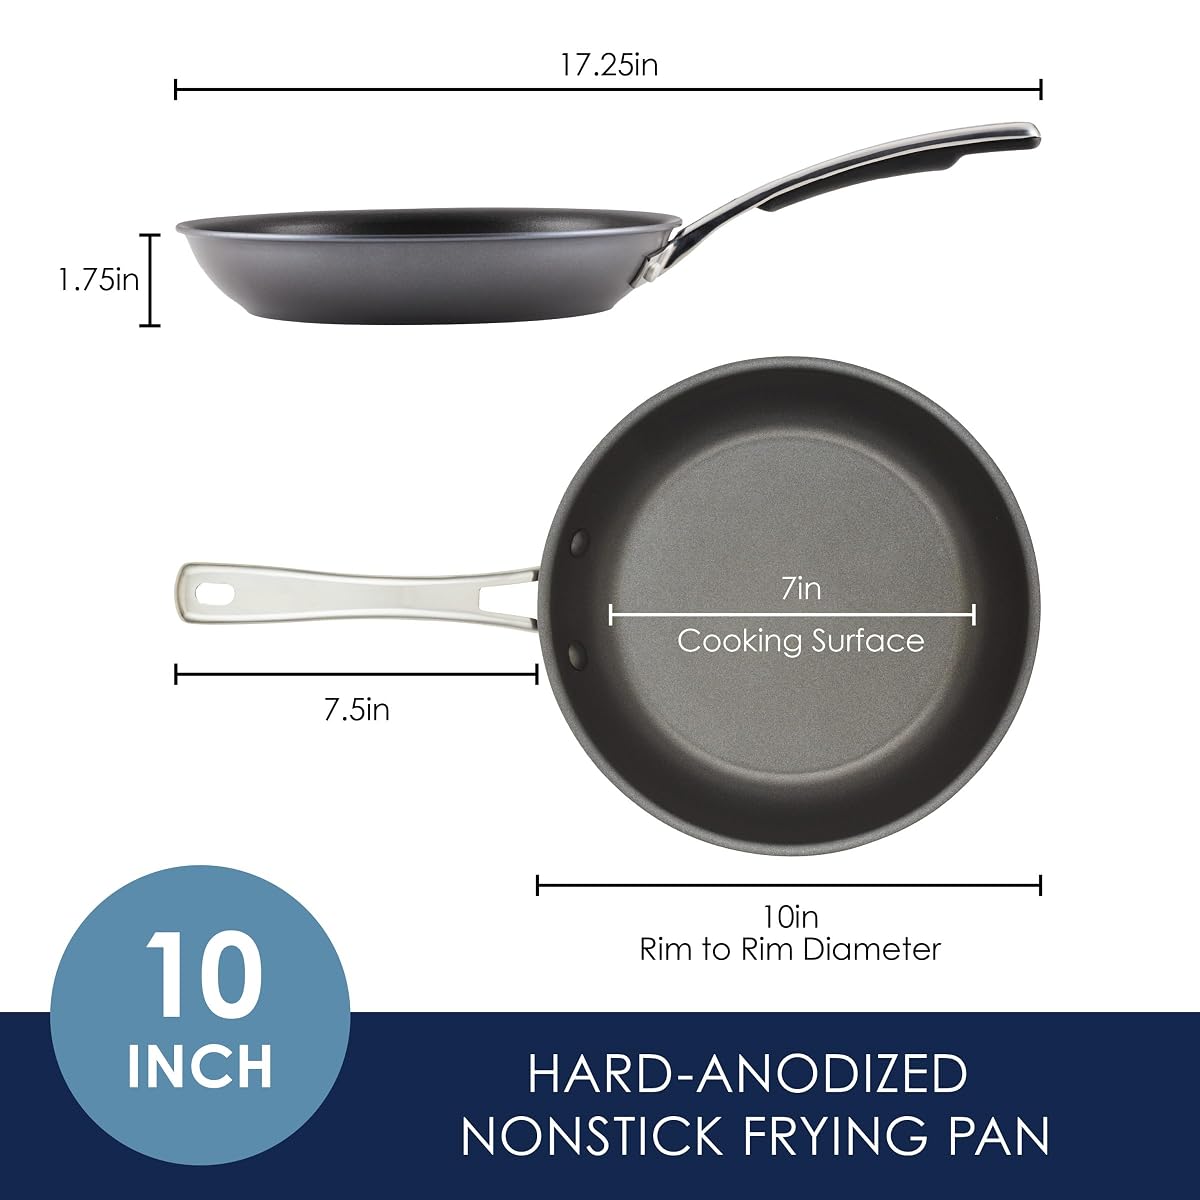 17.25in
1.75in
7in
Cooking Surface
7.5in
10in
Rim to Rim Diameter
10
INCH
HARD-ANODIZED
NONSTICK FRYING PAN